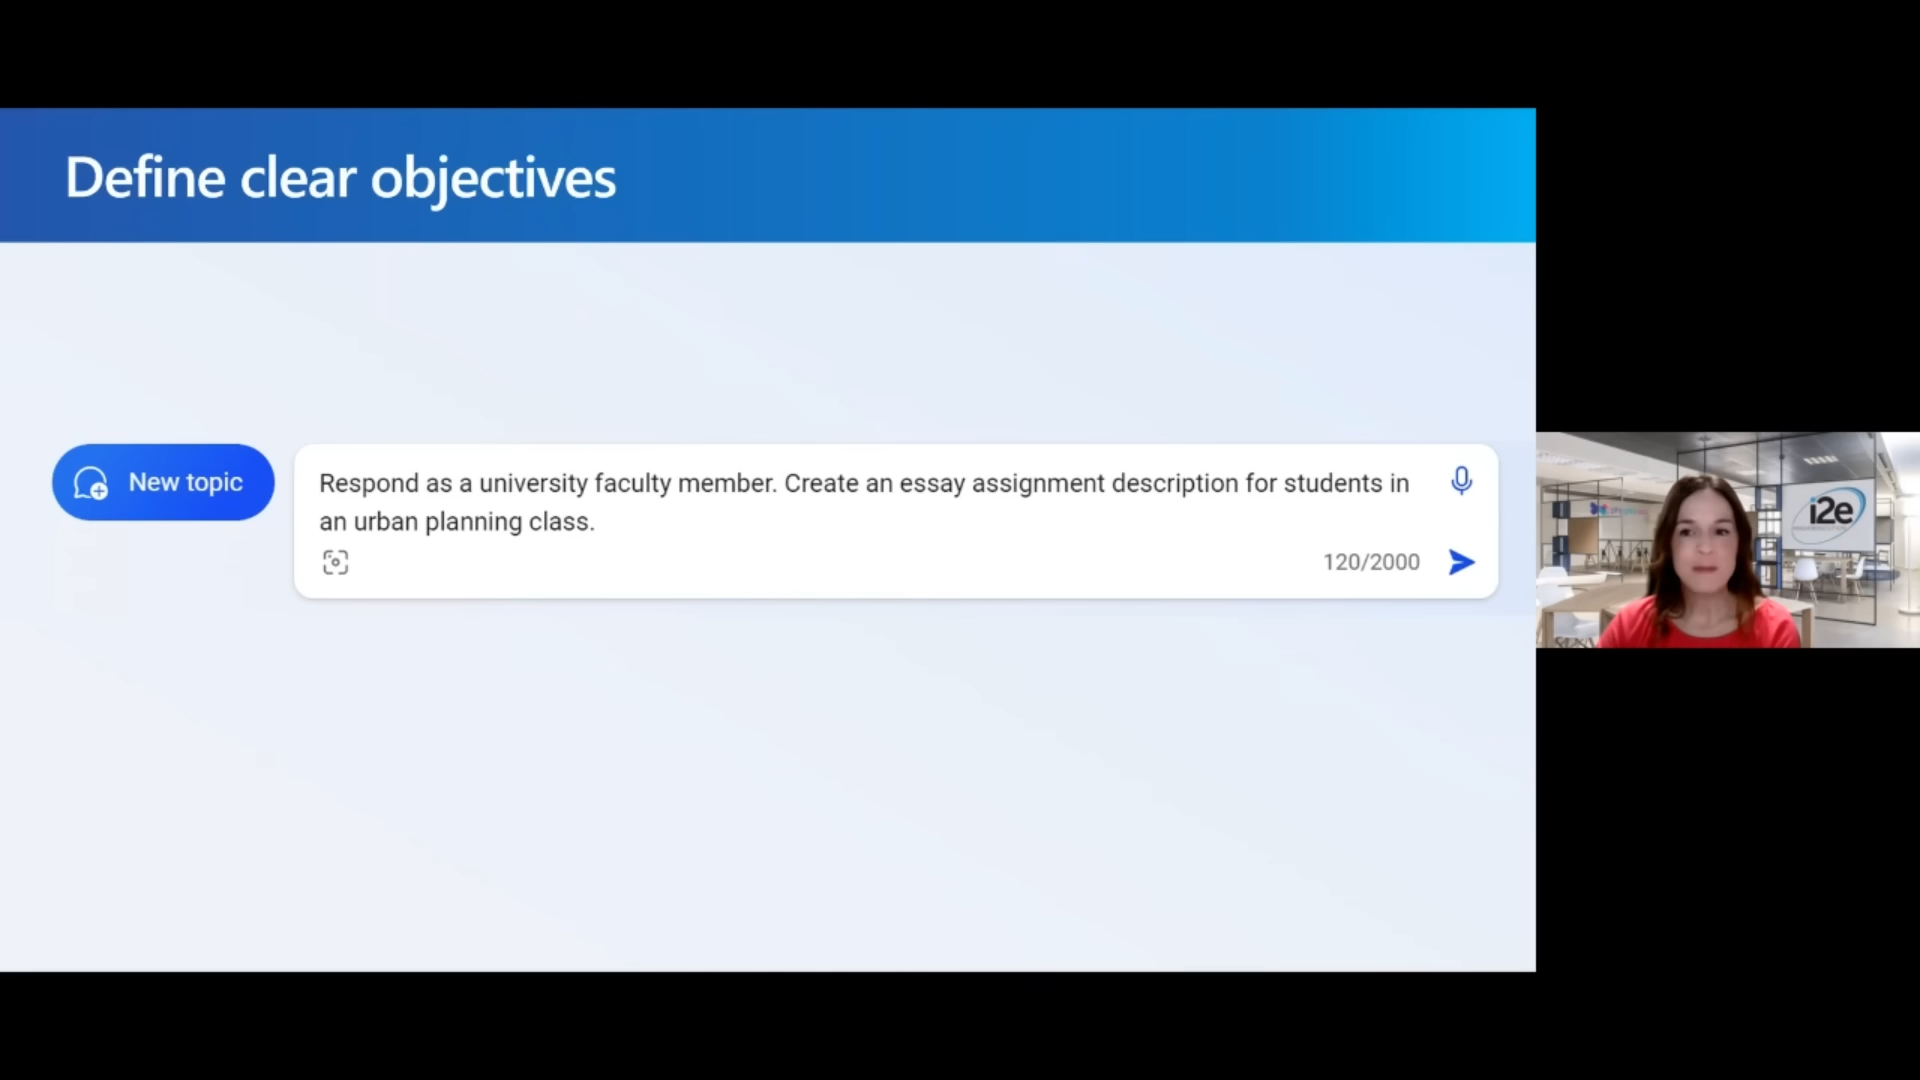 Define clear objectives
New topic
Respond as a university faculty member. Create an essay assignment description for students in
an urban planning class.
120/2000
i2e